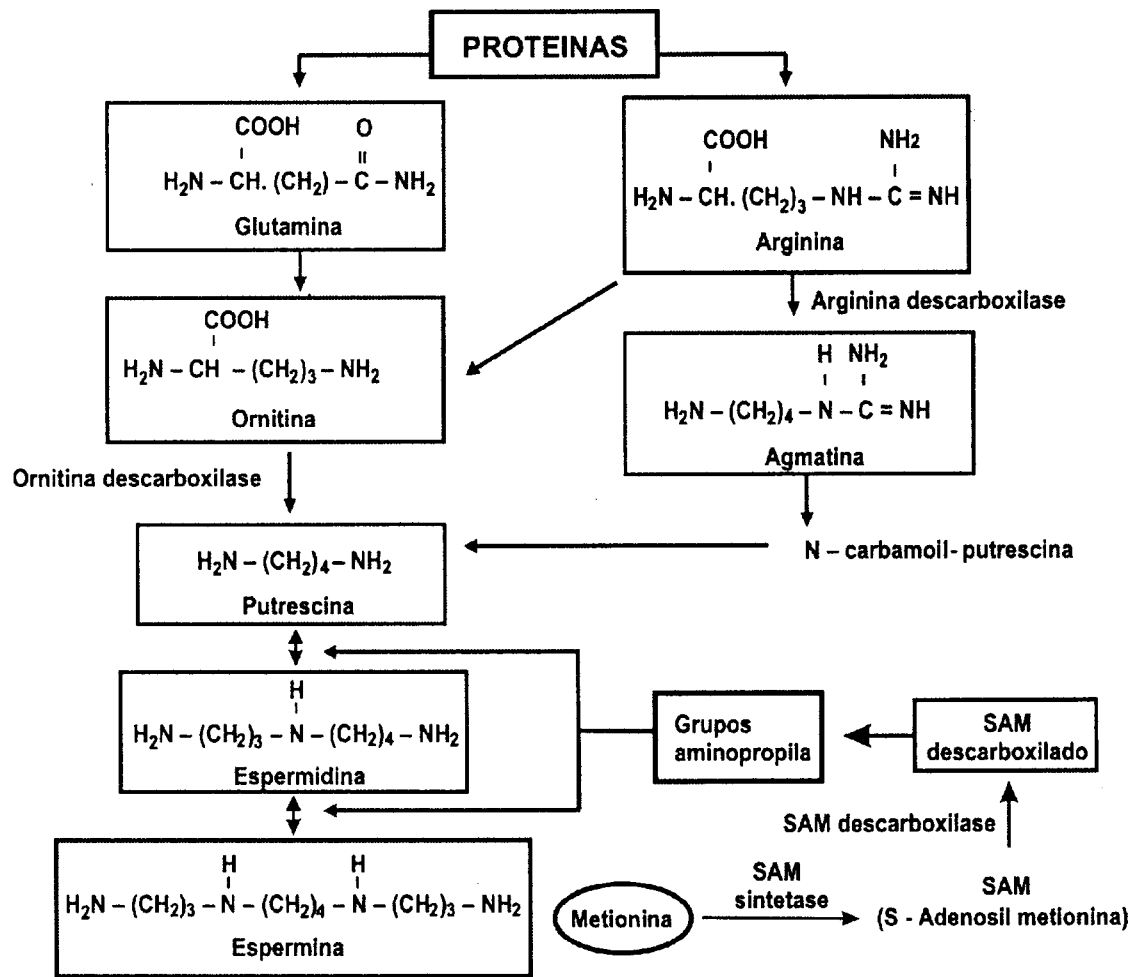 PROTEINAS
COOH O
H₂N – CH. (CH₂) – C – NH₂
Glutamina
COOH NH₂
H₂N – CH. (CH₂)₃ – NH – C = NH
Arginina
Arginina descarboxilase
COOH
H₂N – CH – (CH₂)₃ – NH₂
Ornitina
H NH₂
H₂N – (CH₂)₄ – N – C = NH
Agmatina
Ornitina descarboxilase
N – carbamoil- putrescina
H₂N – (CH₂)₄ – NH₂
Putrescina
H
H₂N – (CH₂)₃ – N – (CH₂)₄ – NH₂
Espermidina
Grupos
aminopropila
SAM
descarboxilado
SAM descarboxilase
H H
H₂N – (CH₂)₃ – N – (CH₂)₄ – N – (CH₂)₃ – NH₂
Espermina
Metionina
SAM
sintetase
SAM
(S - Adenosil metionina)